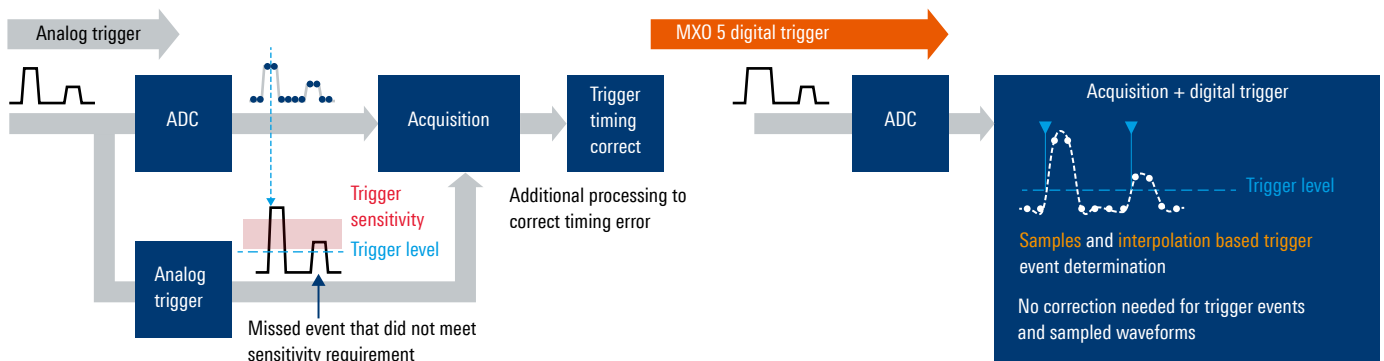 Analog trigger
ADC
Acquisition
Trigger
timing
correct
Additional processing to
correct timing error
Trigger
sensitivity
Trigger level
Analog
trigger
Missed event that did not meet
sensitivity requirement
MXO 5 digital trigger
ADC
Acquisition + digital trigger
Trigger level
Samples and interpolation based trigger
event determination
No correction needed for trigger events
and sampled waveforms